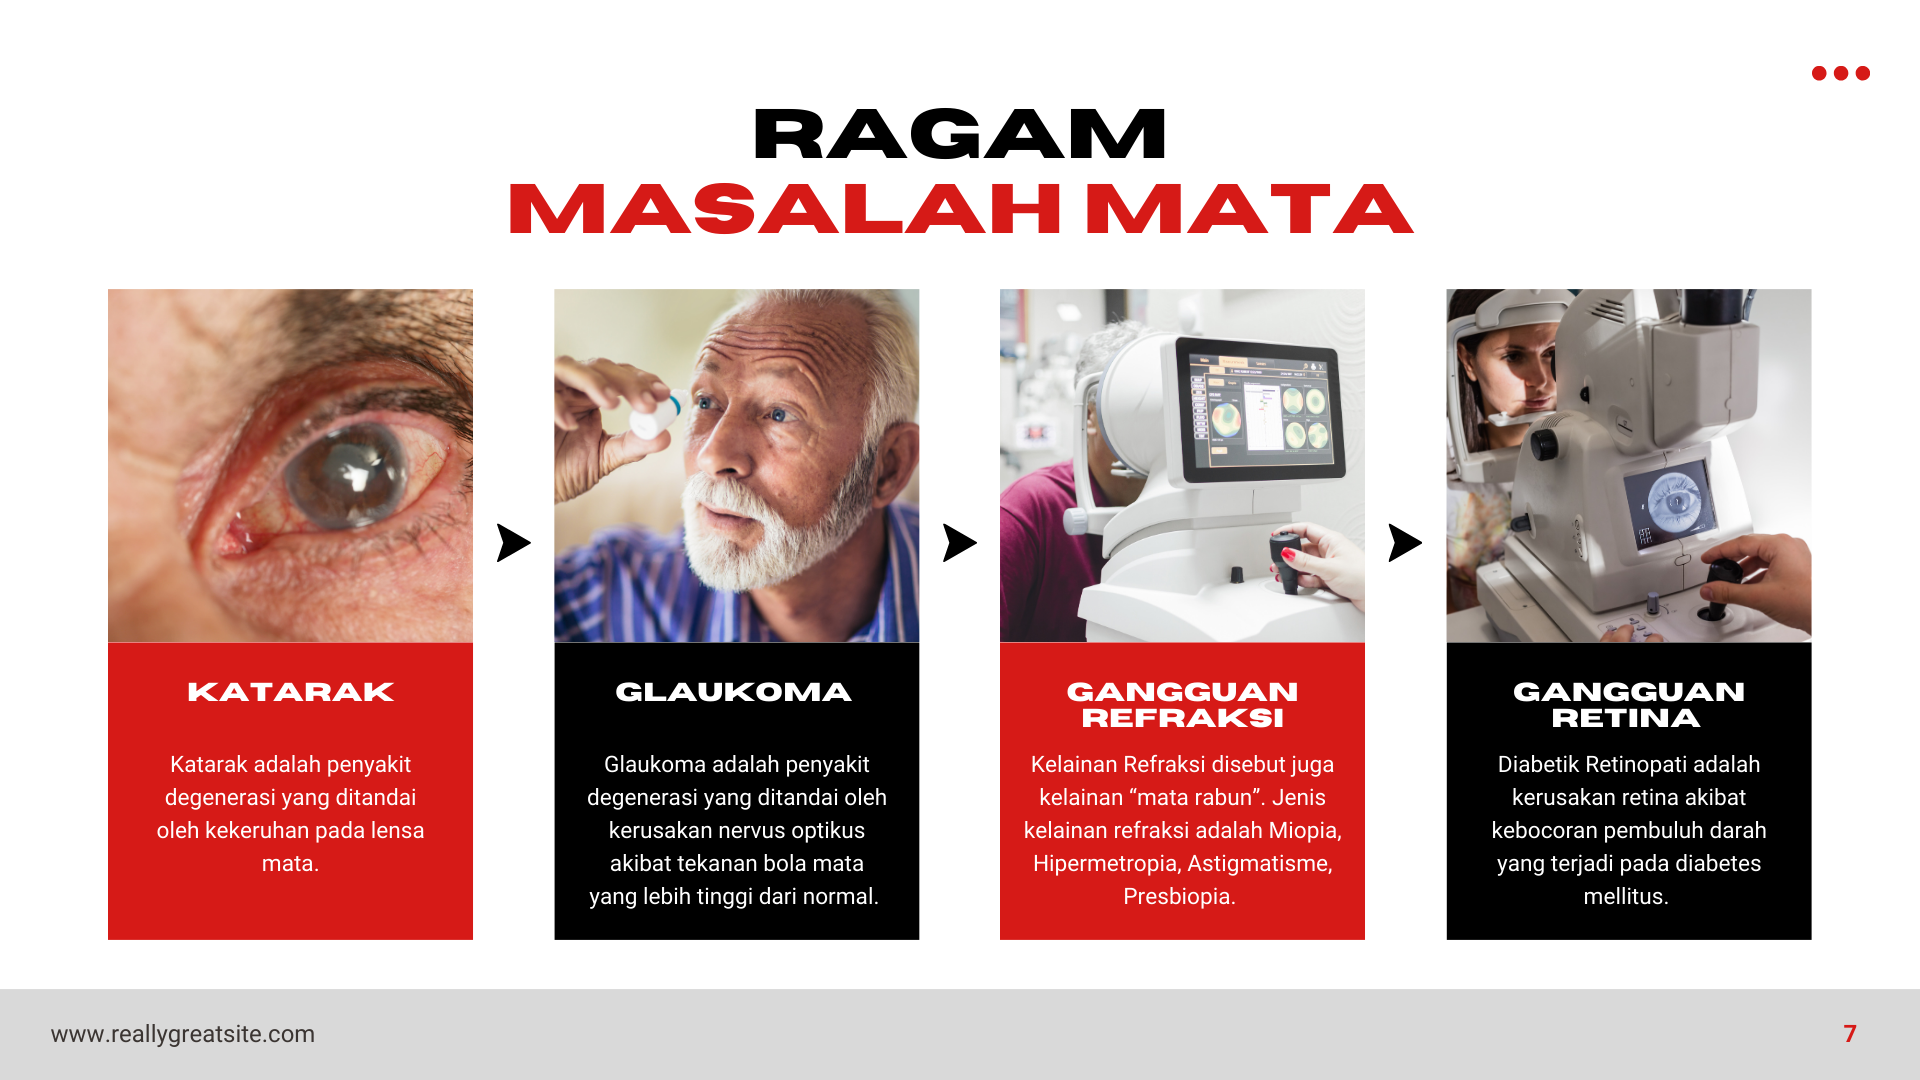 RAGAM
MASALAH MATA
KATARAK
Katarak adalah penyakit
degenerasi yang ditandai
oleh kekeruhan pada lensa
mata.
GLAUKOMA
Glaukoma adalah penyakit
degenerasi yang ditandai oleh
kerusakan nervus optikus
akibat tekanan bola mata
yang lebih tinggi dari normal.
GANGGUAN
REFRAKSI
Kelainan Refraksi disebut juga
kelainan “mata rabun”. Jenis
kelainan refraksi adalah Miopia,
Hipermetropia, Astigmatisme,
Presbiopia.
GANGGUAN
RETINA
Diabetik Retinopati adalah
kerusakan retina akibat
kebocoran pembuluh darah
yang terjadi pada diabetes
mellitus.
www.reallygreatsite.com
7